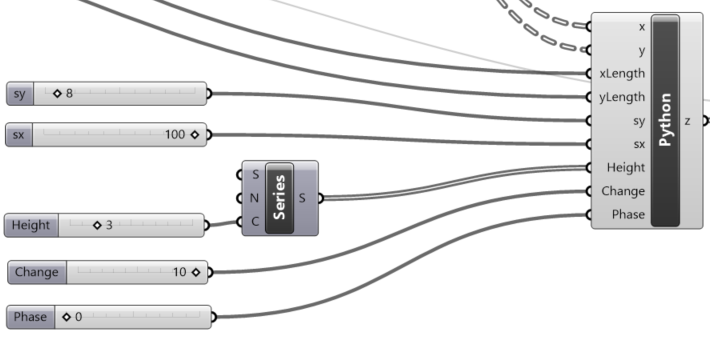 x
y
xLength
sy 8
yLength
sy
sx 100
sx
S
N Series S
C
Height
Height 3
Change
Change 10
Phase
Phase 0
Python
z